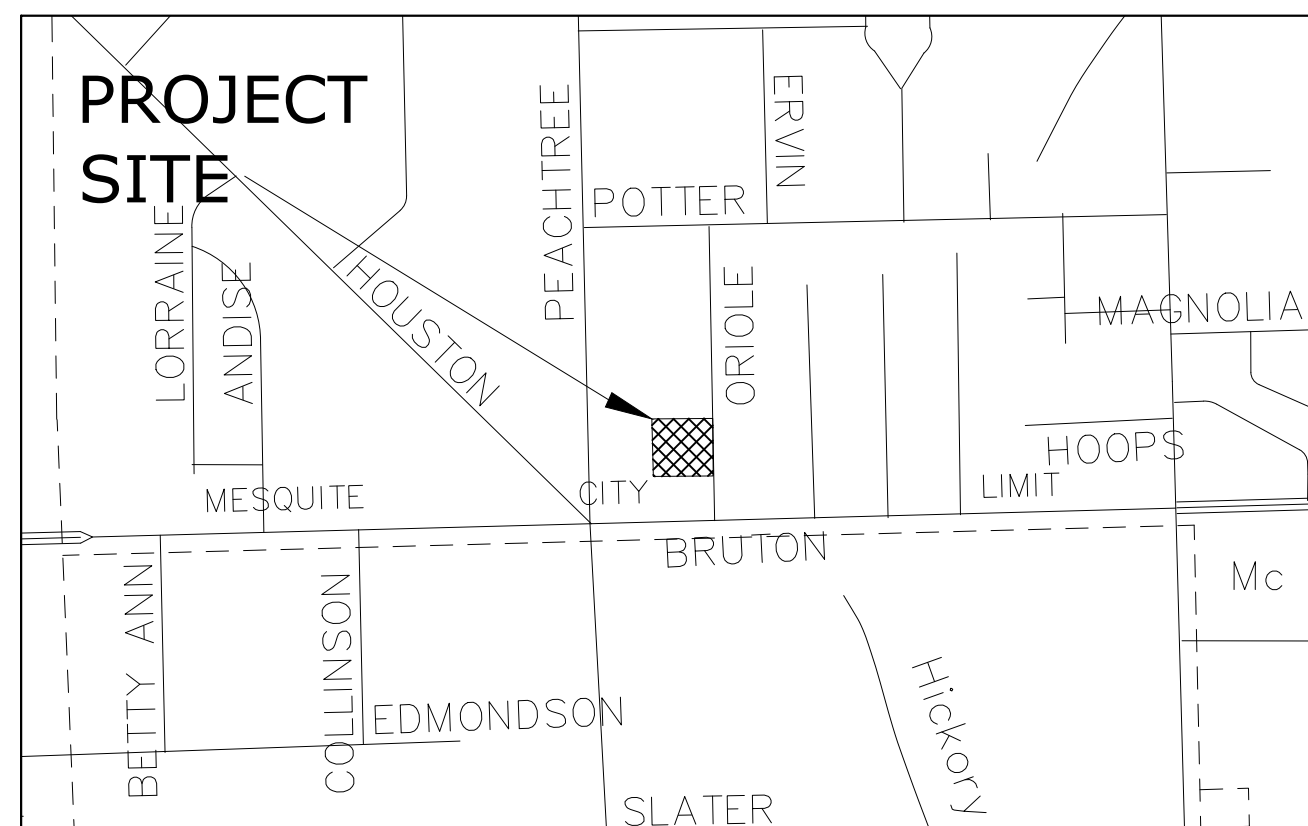 PROJECT
SITE
PEACHTREE
ERVIN
POTTER
LORRAINE
ANDISE
HOUSTON
ORIOLE
MAGNOLIA
HOOPS
MESQUITE CITY LIMIT
BRUTON
Mc
BETTY ANN
COLLINSON
EDMONDSON
Hickory
SLATER